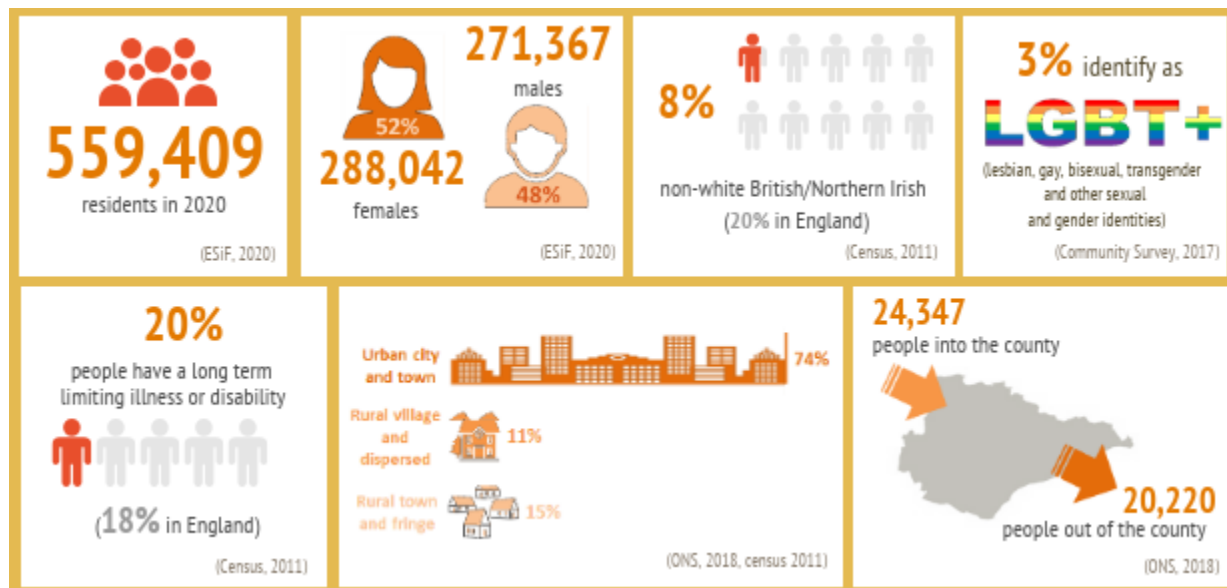 559,409
residents in 2020
(ESiF, 2020)
52%
288,042
females
271,367
males
48%
(ESiF, 2020)
8%
non-white British/Northern Irish
(20% in England)
(Census, 2011)
3% identify as
LGBT+
(lesbian, gay, bisexual, transgender
and other sexual
and gender identities)
(Community Survey, 2017)
20%
people have a long term
limiting illness or disability
(18% in England)
(Census, 2011)
Urban city
and town
74%
Rural village
and
dispersed
11%
Rural town
and fringe
15%
(ONS, 2018, census 2011)
24,347
people into the county
20,220
people out of the county
(ONS, 2018)